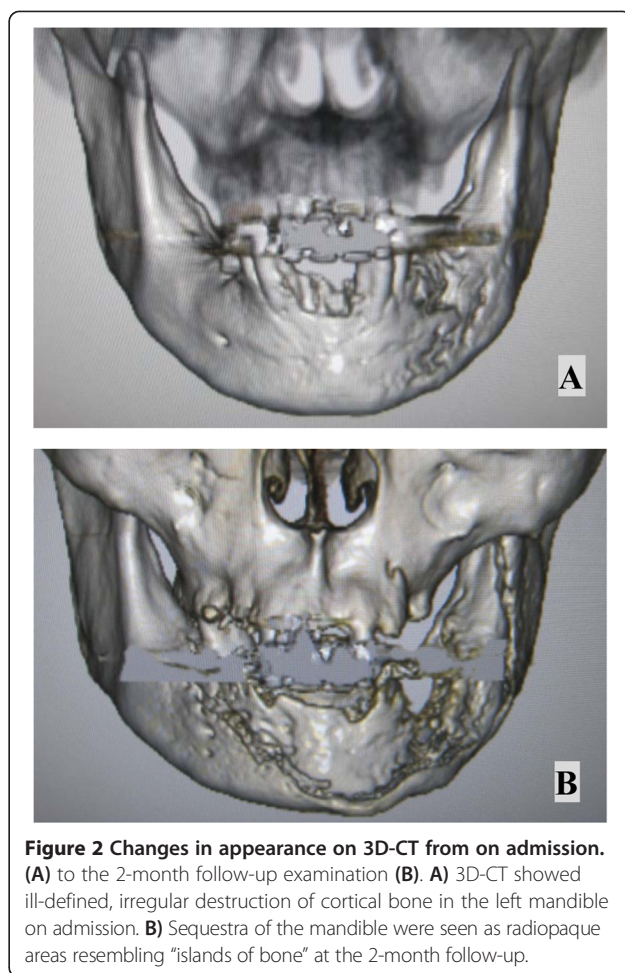 A
B
Figure 2 Changes in appearance on 3D-CT from on admission.
(A) to the 2-month follow-up examination (B). A) 3D-CT showed
ill-defined, irregular destruction of cortical bone in the left mandible
on admission. B) Sequestra of the mandible were seen as radiopaque
areas resembling “islands of bone” at the 2-month follow-up.